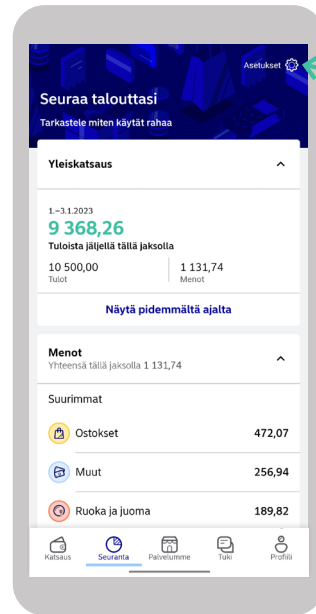 Asetukset
Seuraa talouttasi
Tarkastele miten käytät rahaa
Yleiskatsaus
1.–3.1.2023
9 368,26
Tuloista jäljellä tällä jaksolla
10 500,00 1 131,74
Tulot Menot
Näytä pidemmältä ajalta
Menot
Yhteensä tällä jaksolla 1 131,74
Suurimmat
Ostokset 472,07
Muut 256,94
Ruoka ja juoma 189,82
Katsaus Seuranta Palvelumme Tuki Profiili